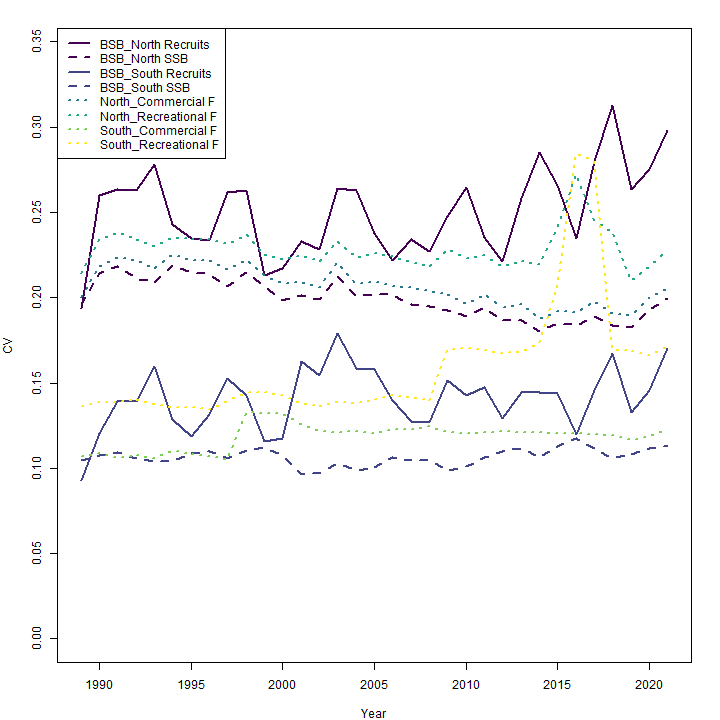 BSB_North Recruits
BSB_North SSB
BSB_South Recruits
BSB_South SSB
North_Commercial F
North_Recreational F
South_Commercial F
South_Recreational F
0.35
0.30
0.25
0.20
0.15
0.10
0.05
0.00
CV
1990 1995 2000 2005 2010 2015 2020
Year